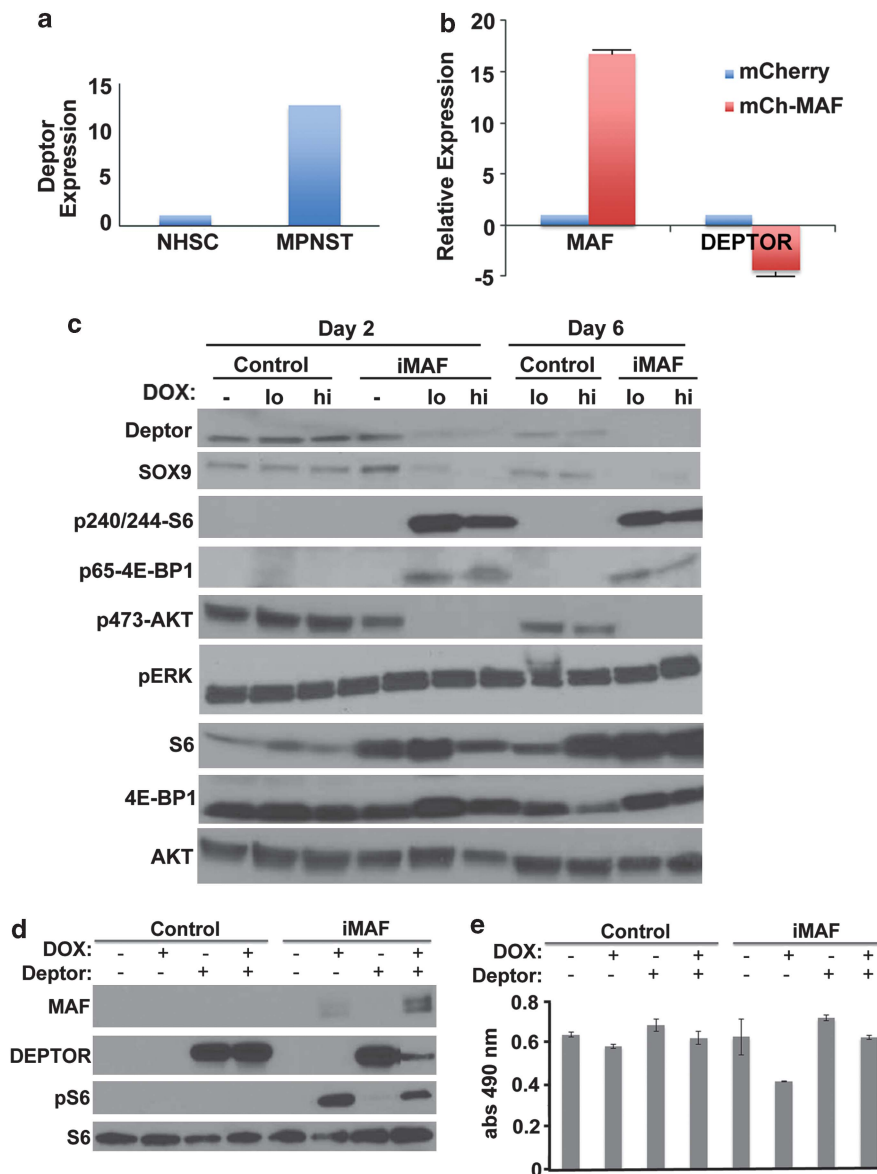 a
15
10
5
0
Deptor
Expression
NHSC
MPNST
b
20
15
10
5
0
-5
Relative Expression
mCherry
mCh-MAF
MAF
DEPTOR
c
Day 2
Day 6
Control
iMAF
Control
iMAF
DOX: - lo hi - lo hi lo hi lo hi
Deptor
SOX9
p240/244-S6
p65-4E-BP1
p473-AKT
pERK
S6
4E-BP1
AKT
d
Control
iMAF
DOX: - + - + - + - +
Deptor: - - + + - - + +
MAF
DEPTOR
pS6
S6
e
Control
iMAF
DOX: - + - + - + - +
Deptor: - - + + - - + +
0.8
0.6
0.4
0.2
0
abs 490 nm